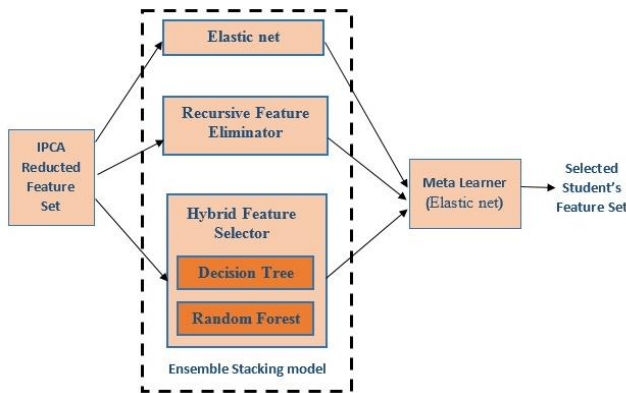 IPCA
Reducted
Feature
Set
Elastic net
Recursive Feature
Eliminator
Hybrid Feature
Selector
Decision Tree
Random Forest
Ensemble Stacking model
Meta Learner
(Elastic net)
Selected
Student's
Feature Set